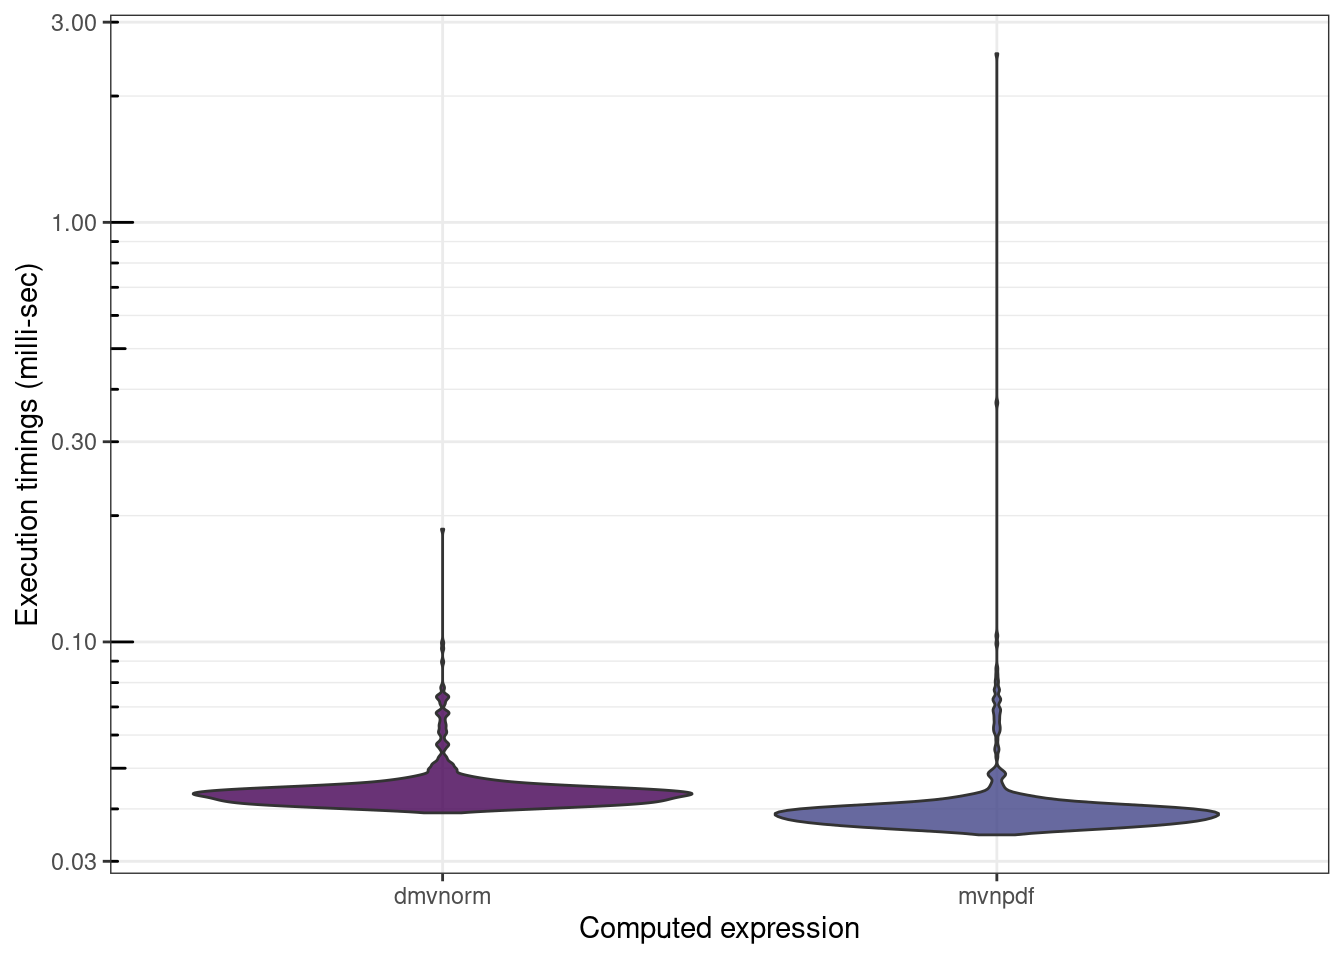 3.00
1.00
0.30
0.10
0.03
Execution timings (milli-sec)
dmvnorm
mvnpdf
Computed expression